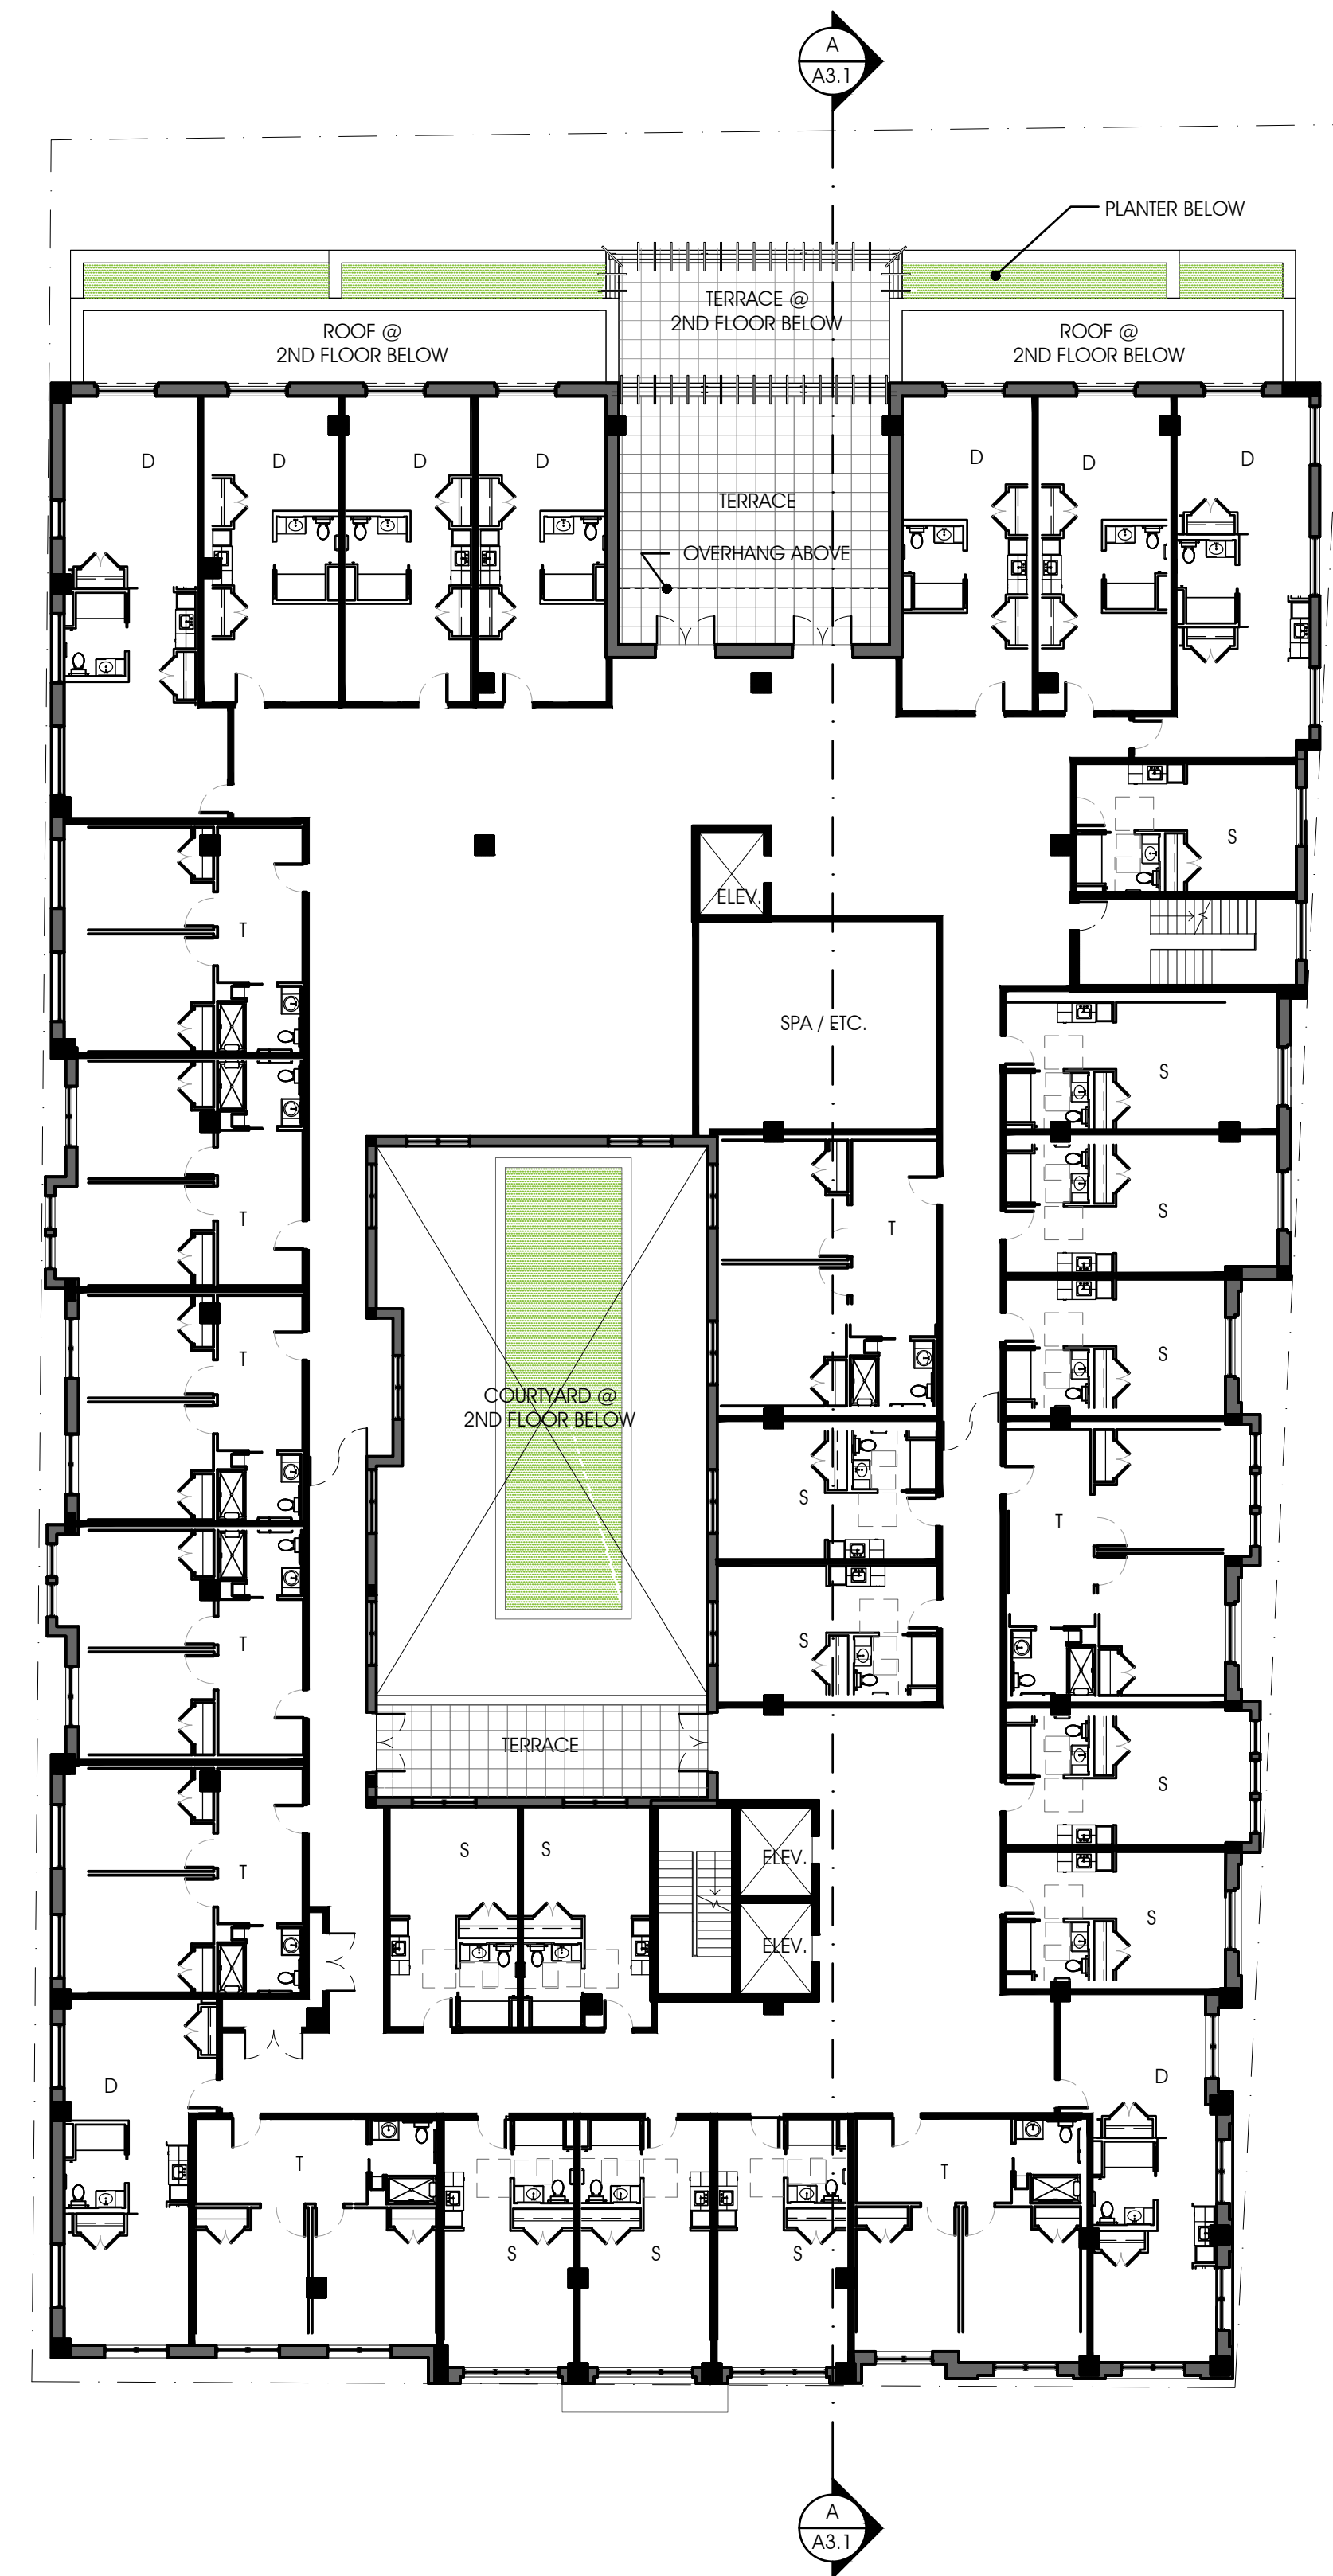 A
A3.1
PLANTER BELOW
TERRACE @
2ND FLOOR BELOW
ROOF @
2ND FLOOR BELOW
ROOF @
2ND FLOOR BELOW
D
D
D
D
D
D
D
TERRACE
OVERHANG ABOVE
S
ELEV.
T
SPA / ETC.
S
T
S
T
T
S
COURTYARD @
2ND FLOOR BELOW
S
T
S
T
TERRACE
S
S
S
ELEV.
T
S
ELEV.
D
D
T
T
S
S
S
A
A3.1